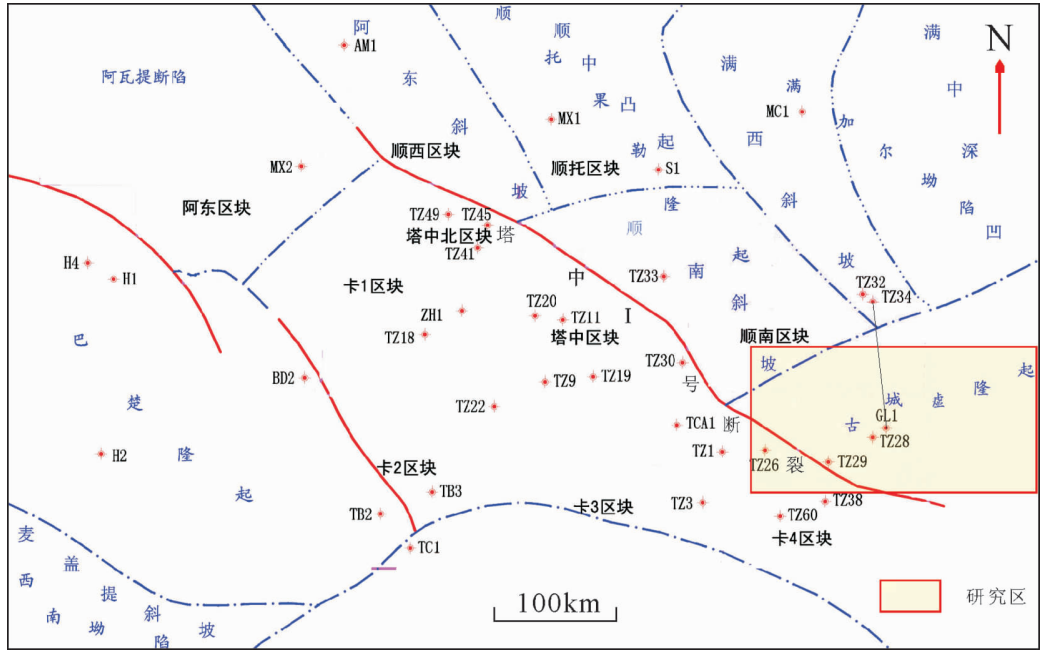 阿瓦提断陷
阿东斜坡
顺托果勒隆起
顺中凸起
满西斜坡
满加尔坳陷
满中深凹
N
AM1
MX1
MC1
MX2
顺西区块
顺托区块
S1
阿东区块
TZ49
TZ45
塔中北区块
TZ41
塔中I号断裂
顺南斜坡
H4
H1
卡1区块
TZ33
TZ32
TZ34
ZH1
TZ20
TZ11
TZ18
塔中区块
顺南区块
巴楚隆起
BD2
TZ9
TZ19
TZ30
TZ22
古城虚隆起
GL1
TCA1
TZ28
TZ1
TZ26
TZ29
H2
卡2区块
TB3
TB2
卡3区块
TZ3
TZ38
TZ60
卡4区块
TC1
麦盖提斜坡
西南坳陷
100km
研究区